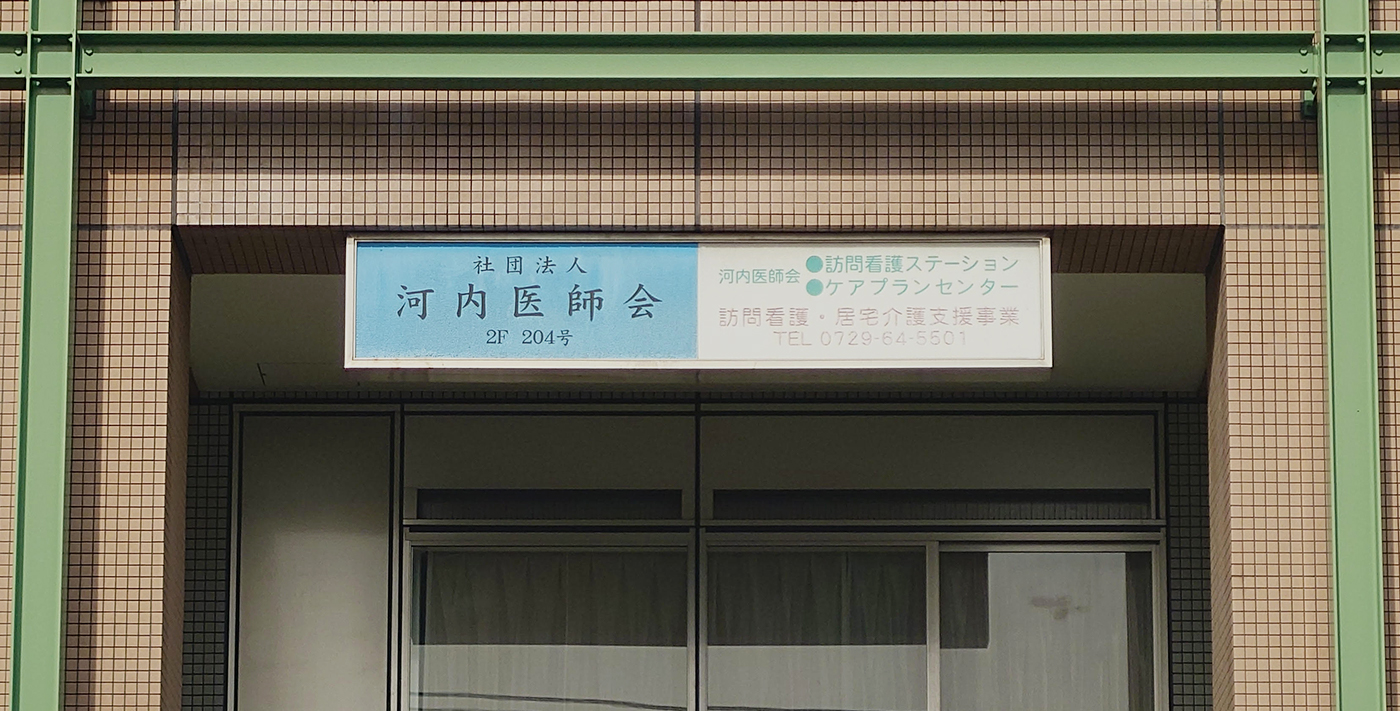 社団法人
河内医師会
2F 204号
河内医師会
●訪問看護ステーション
●ケアプランセンター
訪問看護・居宅介護支援事業
TEL 0729-64-5501